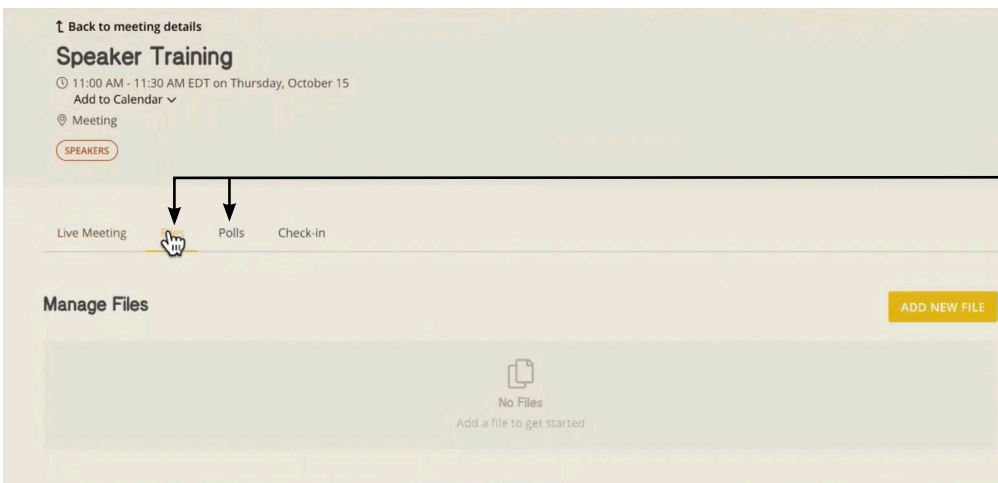 Back to meeting details
Speaker Training
11:00 AM - 11:30 AM EDT on Thursday, October 15
Add to Calendar
Meeting
SPEAKERS
Live Meeting Files Polls Check-in
Manage Files
ADD NEW FILE
No Files
Add a file to get started